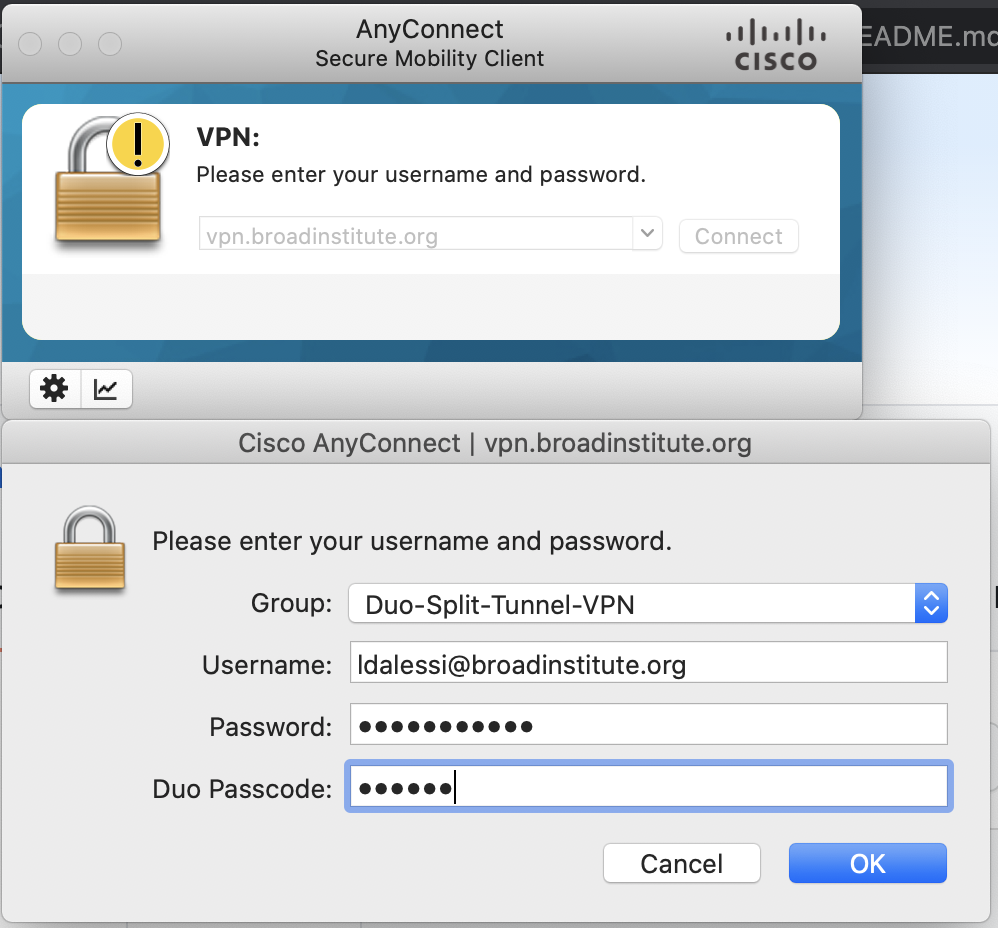 AnyConnect
Secure Mobility Client
CISCO
VPN:
Please enter your username and password.
vpn.broadinstitute.org
Connect
Cisco AnyConnect | vpn.broadinstitute.org
Please enter your username and password.
Group: Duo-Split-Tunnel-VPN
Username: ldalessi@broadinstitute.org
Password: •••••••••••
Duo Passcode: ••••••
Cancel OK